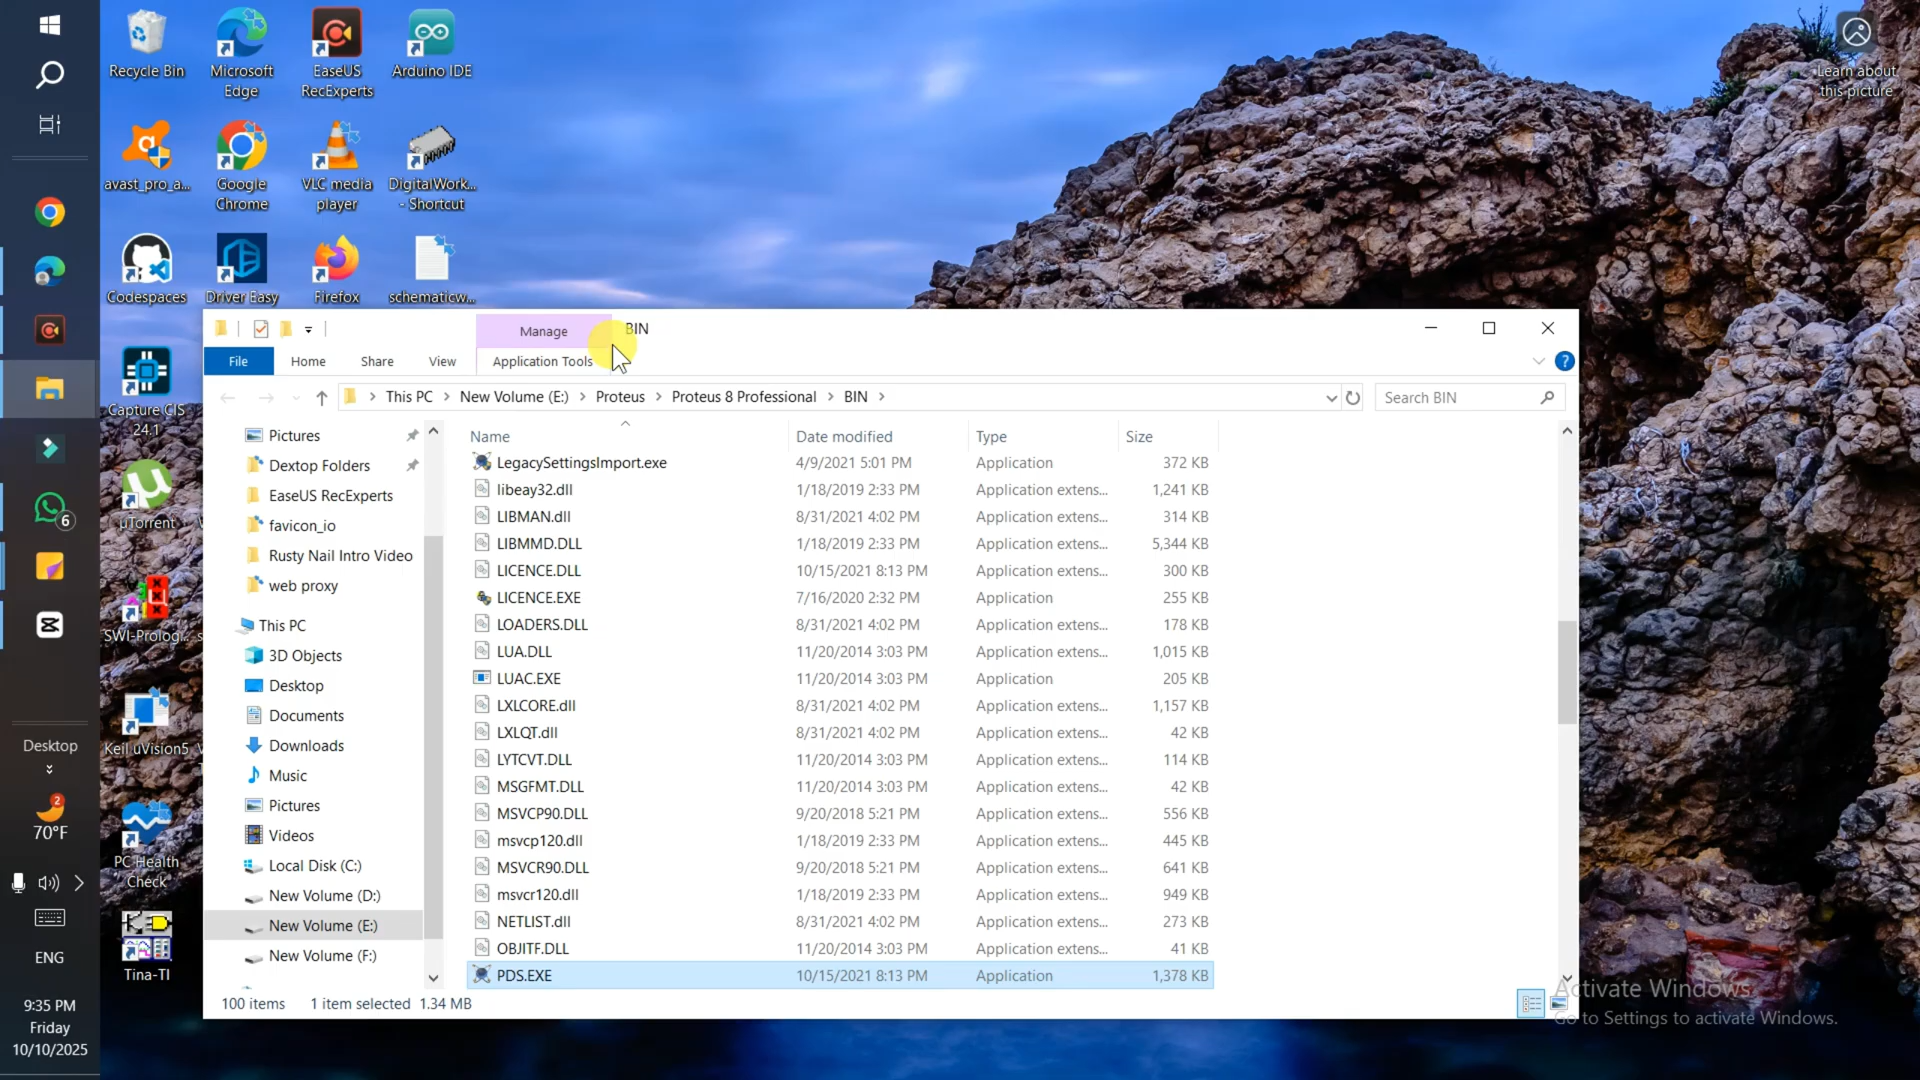 Recycle Bin
Microsoft
Edge
EaseUS
RecExperts
Arduino IDE
Learn about
this picture
avast_pro_a...
Google
Chrome
VLC media
player
DigitalWork...
- Shortcut
Codespaces
Driver Easy
Firefox
schematicw...
Capture CIS
24.1
µTorrent
SWI-Prolog...
Keil uVision5
PC Health
Check
Tina-TI
6
Desktop
2
70°F
ENG
9:35 PM
Friday
10/10/2025
Manage
BIN
File
Home
Share
View
Application Tools
?
This PC
New Volume (E:)
Proteus
Proteus 8 Professional
BIN
Search BIN
Pictures
Dextop Folders
EaseUS RecExperts
favicon_io
Rusty Nail Intro Video
web proxy
This PC
3D Objects
Desktop
Documents
Downloads
Music
Pictures
Videos
Local Disk (C:)
New Volume (D:)
New Volume (E:)
New Volume (F:)
Name Date modified Type Size
LegacySettingsImport.exe 4/9/2021 5:01 PM Application 372 KB
libeay32.dll 1/18/2019 2:33 PM Application extens... 1,241 KB
LIBMAN.dll 8/31/2021 4:02 PM Application extens... 314 KB
LIBMMD.DLL 1/18/2019 2:33 PM Application extens... 5,344 KB
LICENCE.DLL 10/15/2021 8:13 PM Application extens... 300 KB
LICENCE.EXE 7/16/2020 2:32 PM Application 255 KB
LOADERS.DLL 8/31/2021 4:02 PM Application extens... 178 KB
LUA.DLL 11/20/2014 3:03 PM Application extens... 1,015 KB
LUAC.EXE 11/20/2014 3:03 PM Application 205 KB
LXLCORE.dll 8/31/2021 4:02 PM Application extens... 1,157 KB
LXLQT.dll 8/31/2021 4:02 PM Application extens... 42 KB
LYTCVT.DLL 11/20/2014 3:03 PM Application extens... 114 KB
MSGFMT.DLL 11/20/2014 3:03 PM Application extens... 42 KB
MSVCP90.DLL 9/20/2018 5:21 PM Application extens... 556 KB
msvcp120.dll 1/18/2019 2:33 PM Application extens... 445 KB
MSVCR90.DLL 9/20/2018 5:21 PM Application extens... 641 KB
msvcr120.dll 1/18/2019 2:33 PM Application extens... 949 KB
NETLIST.dll 8/31/2021 4:02 PM Application extens... 273 KB
OBJITF.DLL 11/20/2014 3:03 PM Application extens... 41 KB
PDS.EXE 10/15/2021 8:13 PM Application 1,378 KB
100 items 1 item selected 1.34 MB
Activate Windows
Go to Settings to activate Windows.